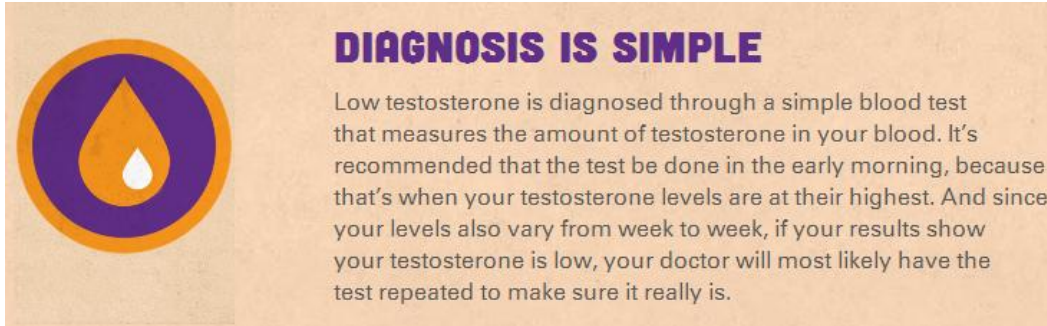 DIAGNOSIS IS SIMPLE
Low testosterone is diagnosed through a simple blood test
that measures the amount of testosterone in your blood. It's
recommended that the test be done in the early morning, because
that's when your testosterone levels are at their highest. And since
your levels also vary from week to week, if your results show
your testosterone is low, your doctor will most likely have the
test repeated to make sure it really is.